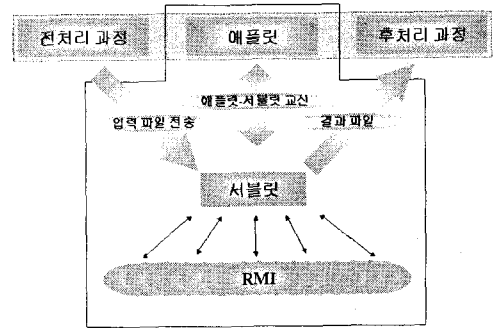 전처리 과정
애플릿
후처리 과정
애플릿-서블릿 교신
입력 파일 전송
결과 파일
서블릿
RMI